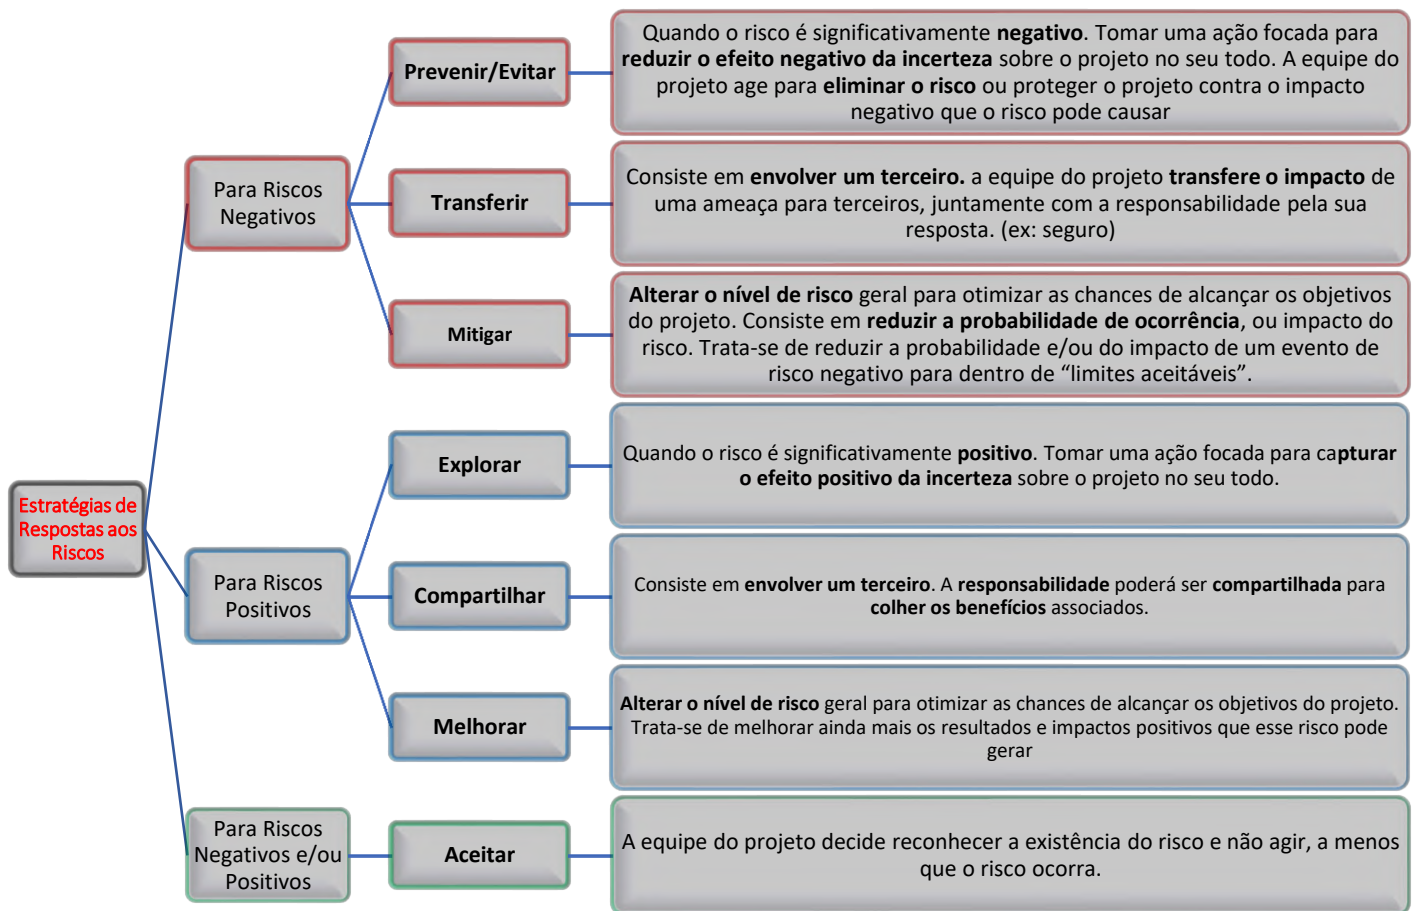 Estratégias de
Respostas aos
Riscos
Para Riscos
Negativos
Prevenir/Evitar
Quando o risco é significativamente negativo. Tomar uma ação focada para
reduzir o efeito negativo da incerteza sobre o projeto no seu todo. A equipe do
projeto age para eliminar o risco ou proteger o projeto contra o impacto
negativo que o risco pode causar
Transferir
Consiste em envolver um terceiro. a equipe do projeto transfere o impacto de
uma ameaça para terceiros, juntamente com a responsabilidade pela sua
resposta. (ex: seguro)
Mitigar
Alterar o nível de risco geral para otimizar as chances de alcançar os objetivos
do projeto. Consiste em reduzir a probabilidade de ocorrência, ou impacto do
risco. Trata-se de reduzir a probabilidade e/ou do impacto de um evento de
risco negativo para dentro de “limites aceitáveis”.
Para Riscos
Positivos
Explorar
Quando o risco é significativamente positivo. Tomar uma ação focada para capturar
o efeito positivo da incerteza sobre o projeto no seu todo.
Compartilhar
Consiste em envolver um terceiro. A responsabilidade poderá ser compartilhada para
colher os benefícios associados.
Melhorar
Alterar o nível de risco geral para otimizar as chances de alcançar os objetivos do projeto.
Trata-se de melhorar ainda mais os resultados e impactos positivos que esse risco pode
gerar
Para Riscos
Negativos e/ou
Positivos
Aceitar
A equipe do projeto decide reconhecer a existência do risco e não agir, a menos
que o risco ocorra.